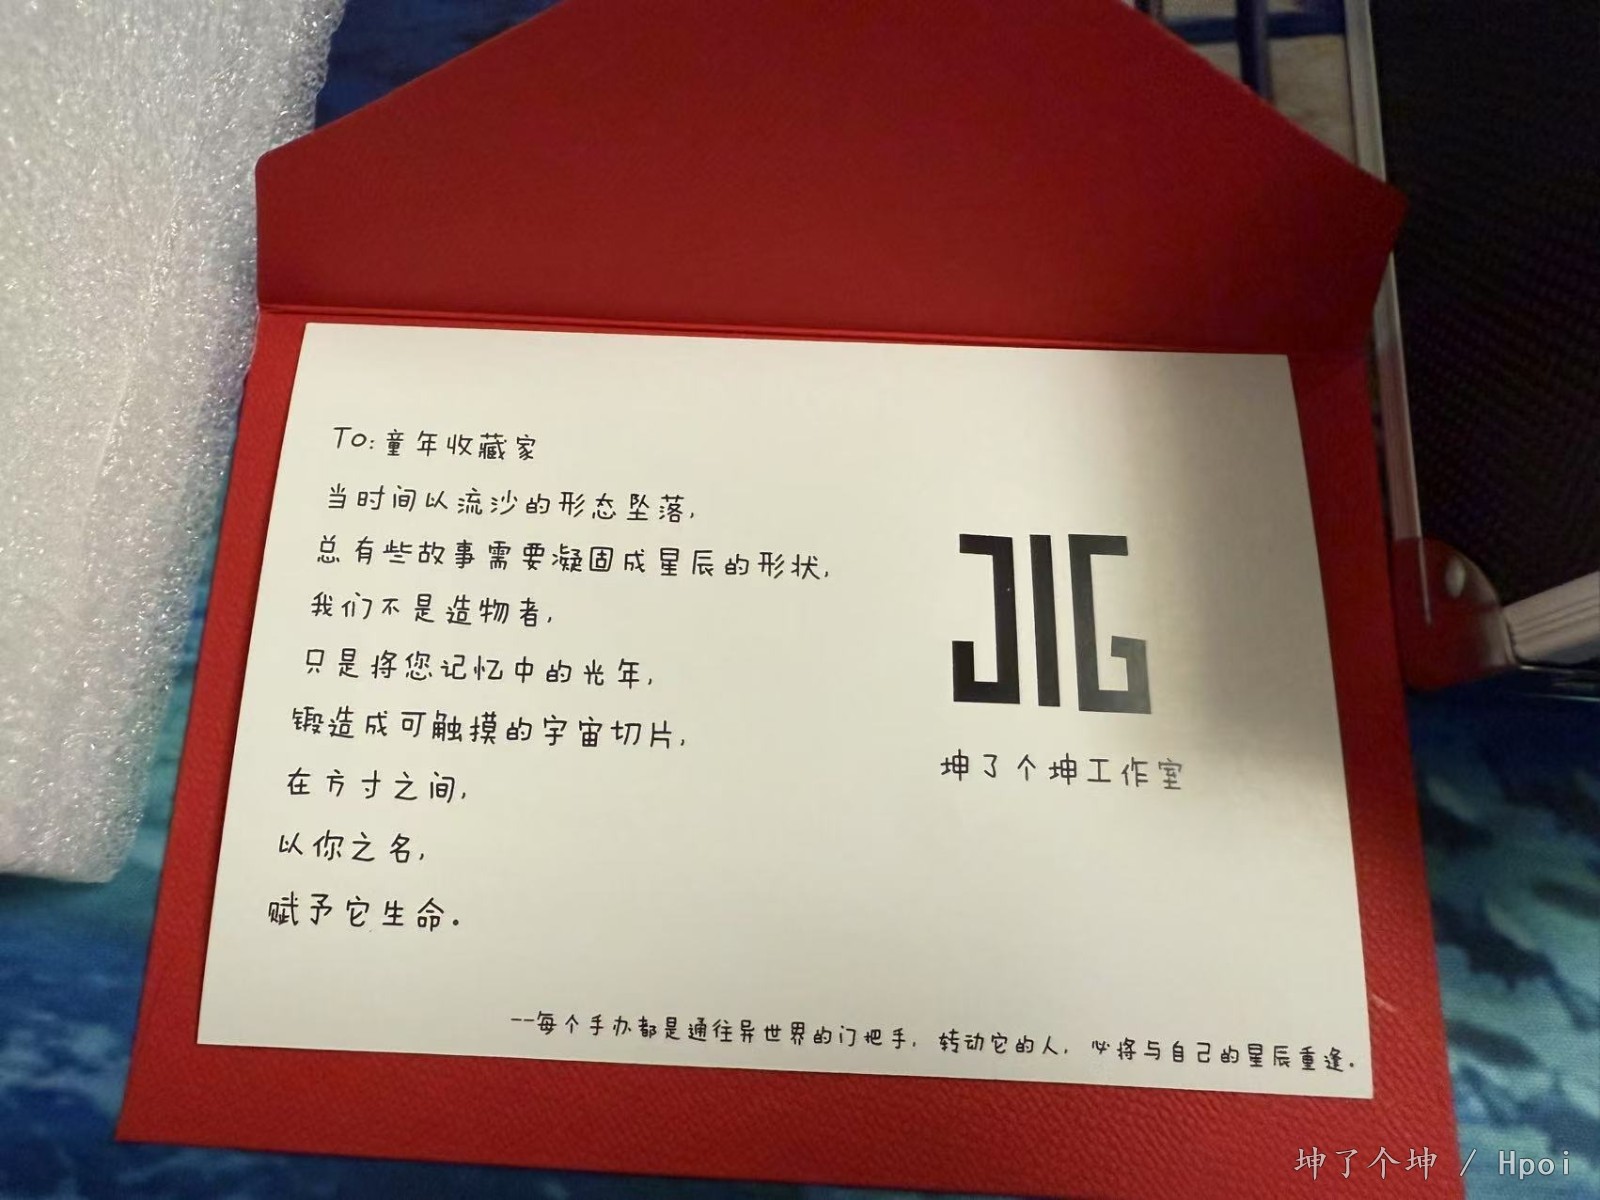 To:童年收藏家
当时间以流沙的形态坠落,
总有些故事需要凝固成星辰的形状,
我们不是造物者,
只是将您记忆中的光年,
锻造成可触摸的宇宙切片,
在方寸之间,
以你之名,
赋予它生命。
JIG
坤了个坤工作室
--每个手办都是通往异世界的门把手,转动它的人,必将与自己的星辰重逢。
坤了个坤 / Hpoi